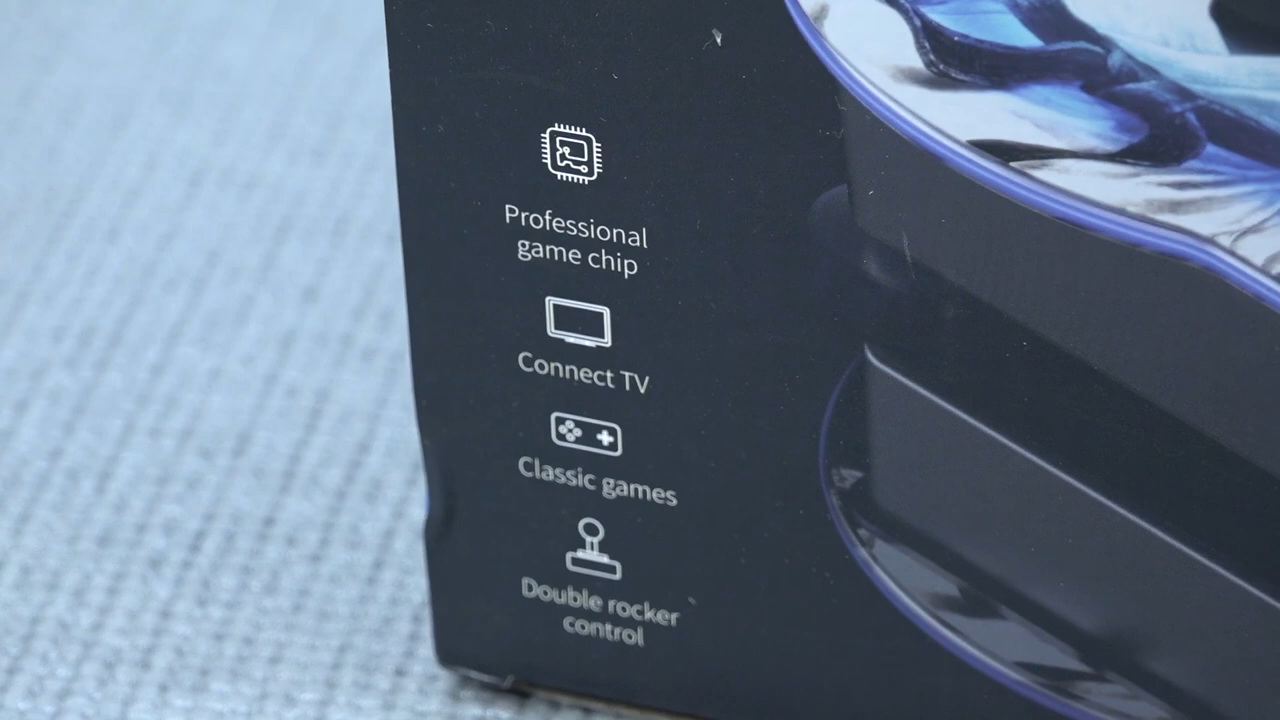 Professional
game chip
Connect TV
Classic games
Double rocker
control